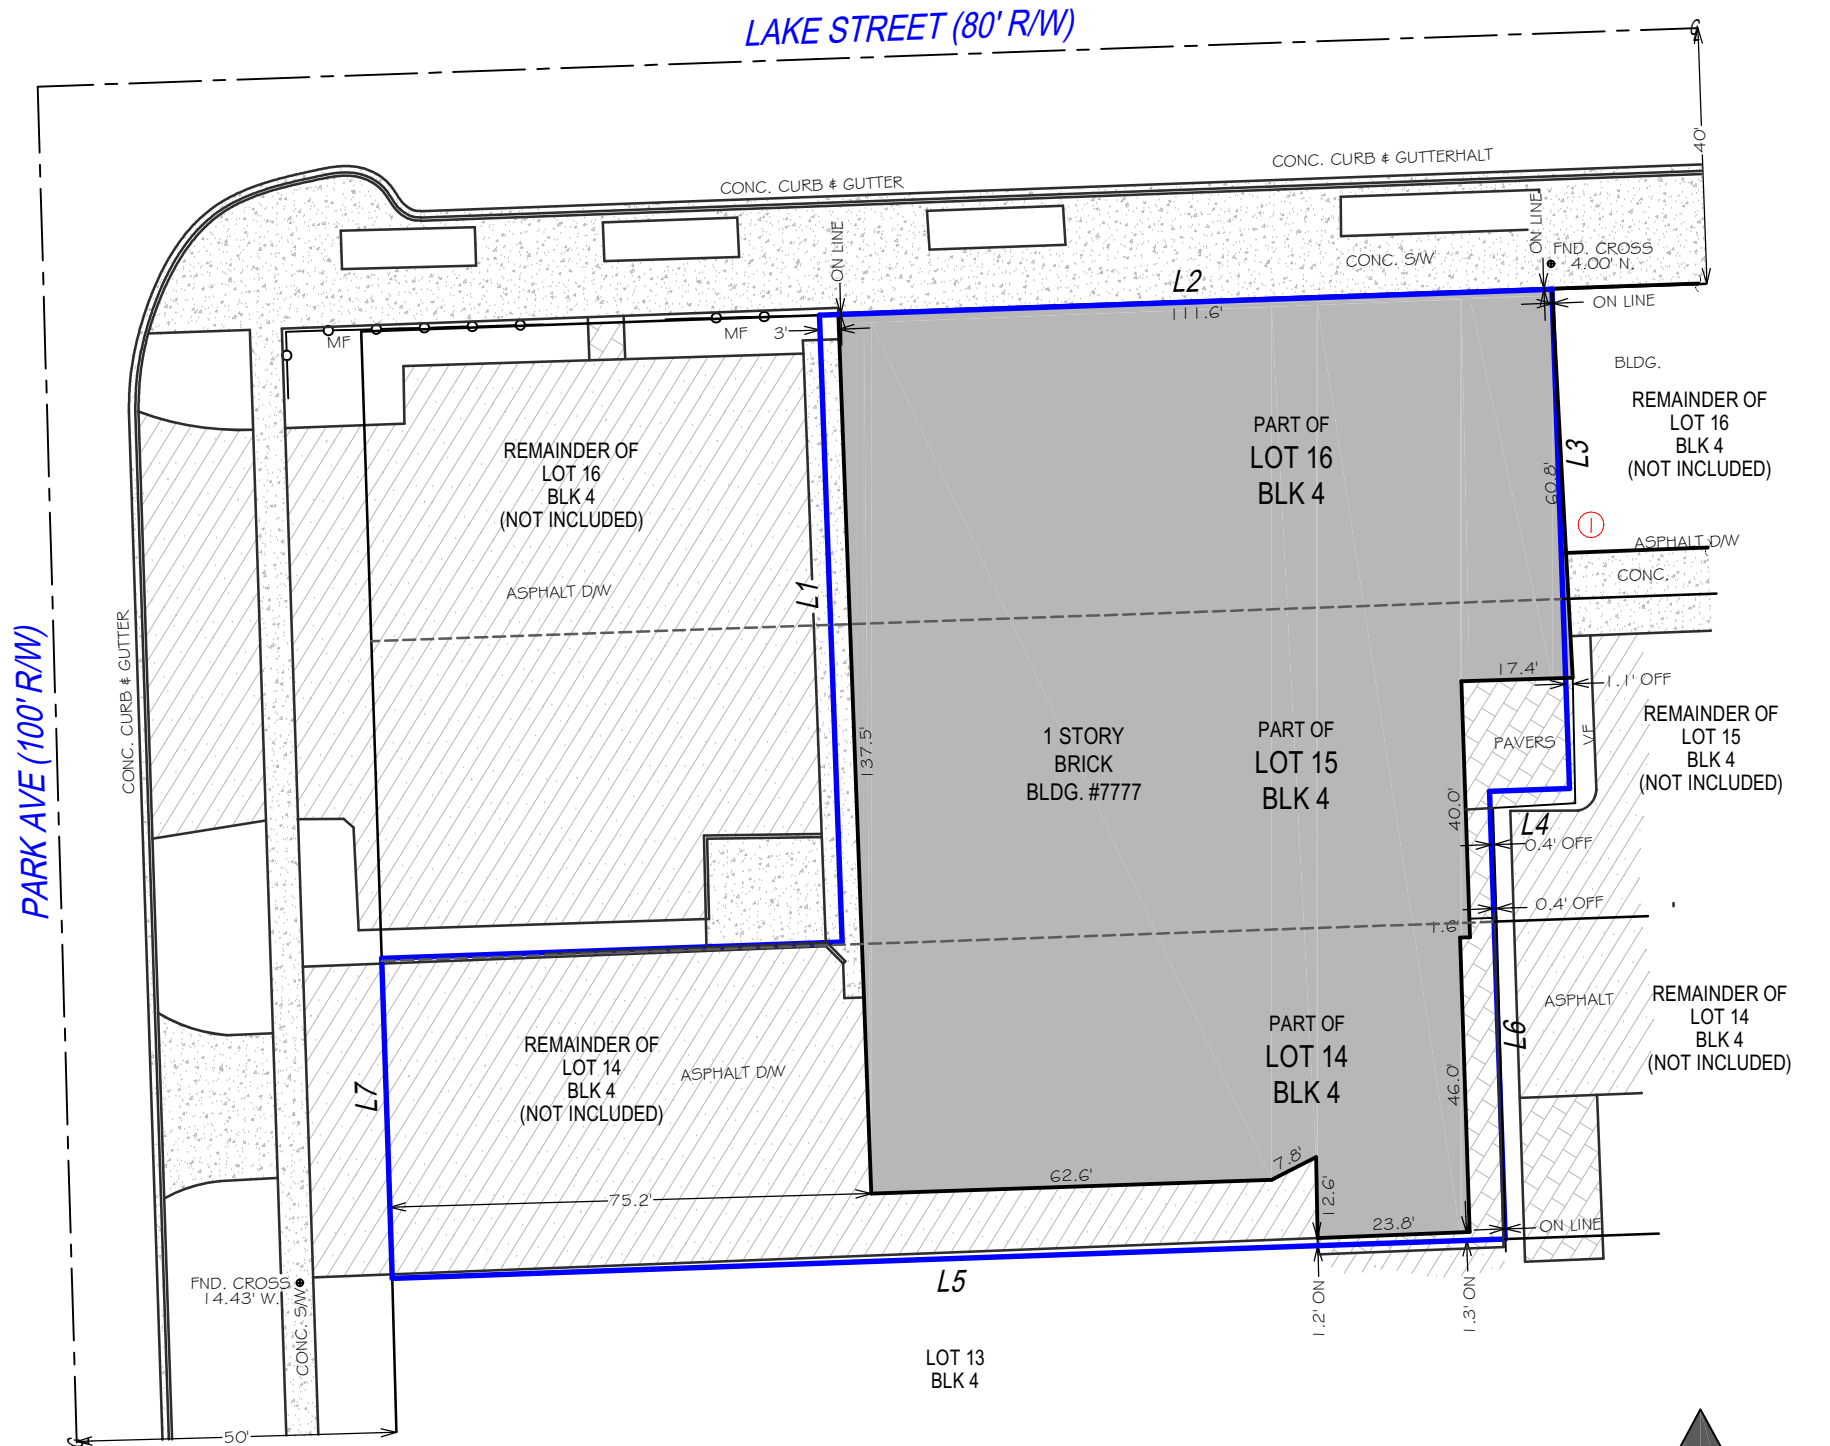 LAKE STREET (80' R/W)
40'
CONC. CURB & GUTTER
CONC. CURB & GUTTERHALT
ON LINE
ON LINE
FND. CROSS
4.00' N.
CONC. S/W
L2
111.6'
ON LINE
MF
MF
3'
BLDG.
REMAINDER OF
LOT 16
BLK 4
(NOT INCLUDED)
REMAINDER OF
LOT 16
BLK 4
(NOT INCLUDED)
PART OF
LOT 16
BLK 4
L3
60.8'
1
ASPHALT D/W
CONC.
ASPHALT D/W
L1
CONC. CURB & GUTTER
PARK AVE (100' R/W)
17.4'
1.1' OFF
137.5'
1 STORY
BRICK
BLDG. #7777
PART OF
LOT 15
BLK 4
PAVERS
VF
REMAINDER OF
LOT 15
BLK 4
(NOT INCLUDED)
40.0'
L4
0.4' OFF
0.4' OFF
1.6'
REMAINDER OF
LOT 14
BLK 4
(NOT INCLUDED)
ASPHALT D/W
L7
PART OF
LOT 14
BLK 4
46.0'
L6
ASPHALT
REMAINDER OF
LOT 14
BLK 4
(NOT INCLUDED)
75.2'
62.6'
7.8'
12.6'
23.8'
ON LINE
FND. CROSS
14.43' W.
CONC. S/W
L5
1.2' ON
1.3' ON
LOT 13
BLK 4
50'